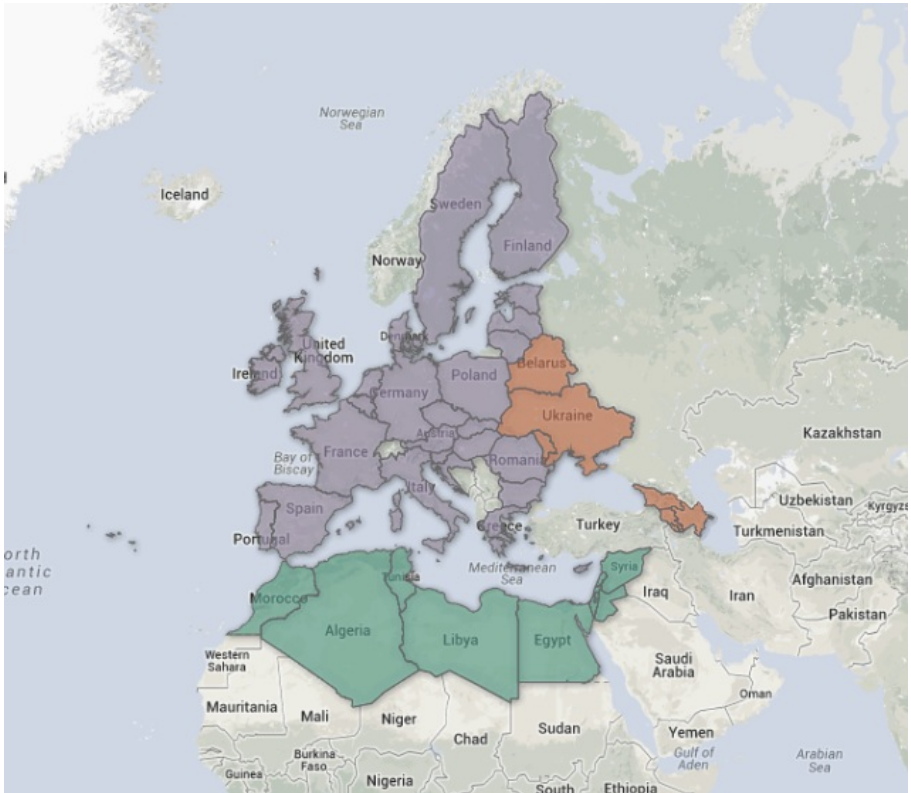 Norwegian
Sea
Iceland
Sweden
Finland
Norway
Denmark
United
Kingdom
Ireland
Belarus
Poland
Germany
Ukraine
Kazakhstan
Austria
France
Bay of
Biscay
Romania
Italy
Uzbekistan
Kyrgyzs
Spain
Portugal
Greece
Turkey
Turkmenistan
orth
antic
cean
Mediterranean
Sea
Tunisia
Syria
Afghanistan
Iraq
Iran
Morocco
Pakistan
Algeria
Libya
Egypt
Western
Sahara
Saudi
Arabia
Oman
Mauritania
Mali
Niger
Sudan
Chad
Yemen
Gulf of
Aden
Arabian
Sea
Burkina
Faso
Guinea
Nigeria
South
Ethiopia